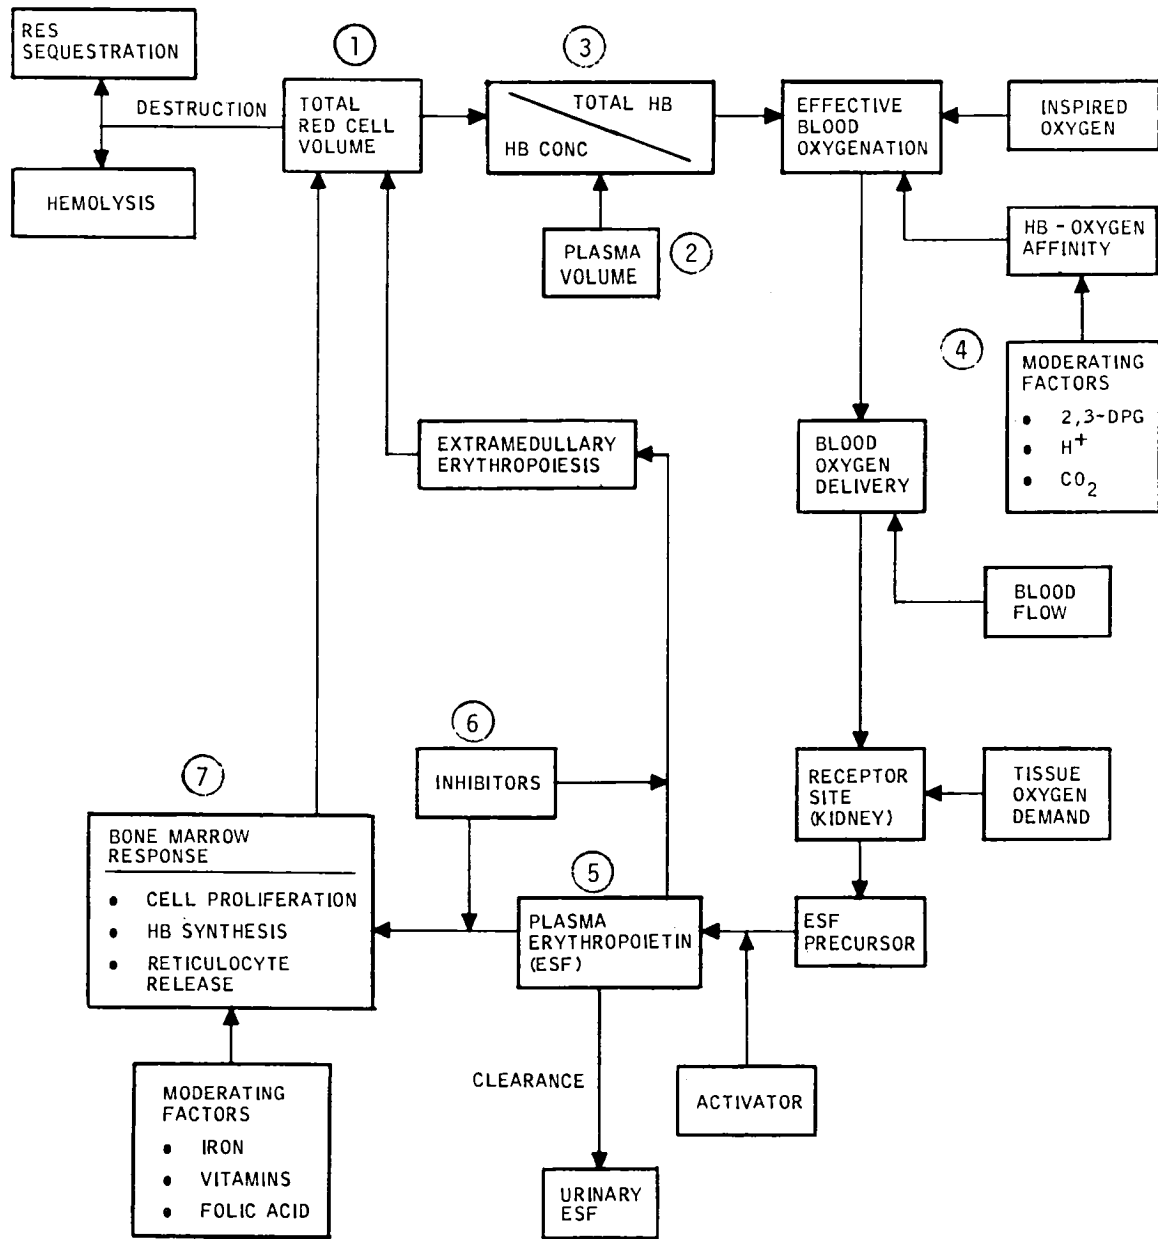 RES
SEQUESTRATION
DESTRUCTION
HEMOLYSIS
1
TOTAL
RED CELL
VOLUME
3
TOTAL HB
HB CONC
PLASMA
VOLUME
2
EFFECTIVE
BLOOD
OXYGENATION
INSPIRED
OXYGEN
HB - OXYGEN
AFFINITY
4
MODERATING
FACTORS
• 2,3-DPG
• H+
• CO2
EXTRAMEDULLARY
ERYTHROPOIESIS
BLOOD
OXYGEN
DELIVERY
BLOOD
FLOW
6
INHIBITORS
RECEPTOR
SITE
(KIDNEY)
TISSUE
OXYGEN
DEMAND
7
BONE MARROW
RESPONSE
• CELL PROLIFERATION
• HB SYNTHESIS
• RETICULOCYTE
RELEASE
5
PLASMA
ERYTHROPOIETIN
(ESF)
ESF
PRECURSOR
CLEARANCE
ACTIVATOR
MODERATING
FACTORS
• IRON
• VITAMINS
• FOLIC ACID
URINARY
ESF